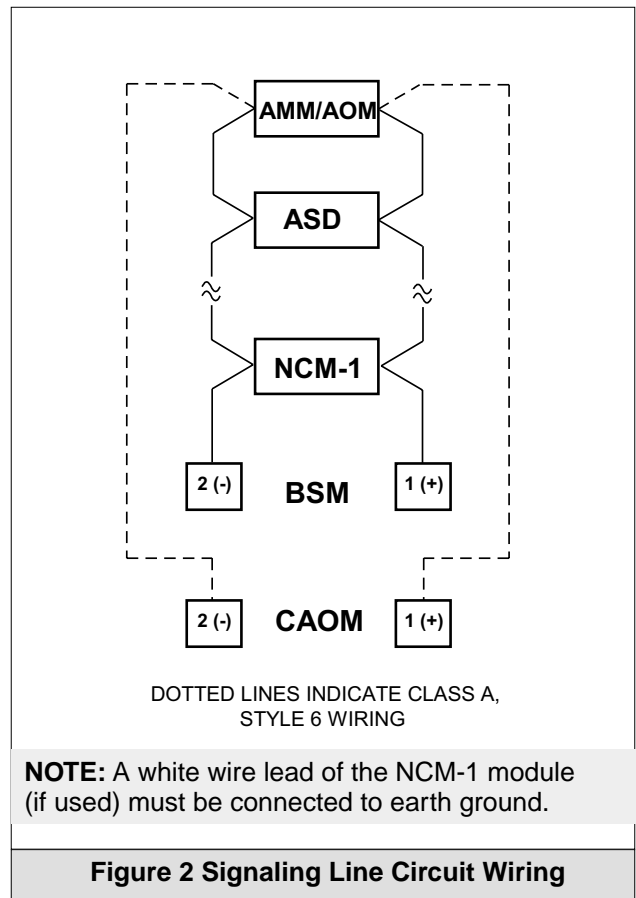 AMM/AOM
ASD
NCM-1
2 (-) BSM 1 (+)
2 (-) CAOM 1 (+)
DOTTED LINES INDICATE CLASS A,
STYLE 6 WIRING
NOTE: A white wire lead of the NCM-1 module
(if used) must be connected to earth ground.
Figure 2 Signaling Line Circuit Wiring